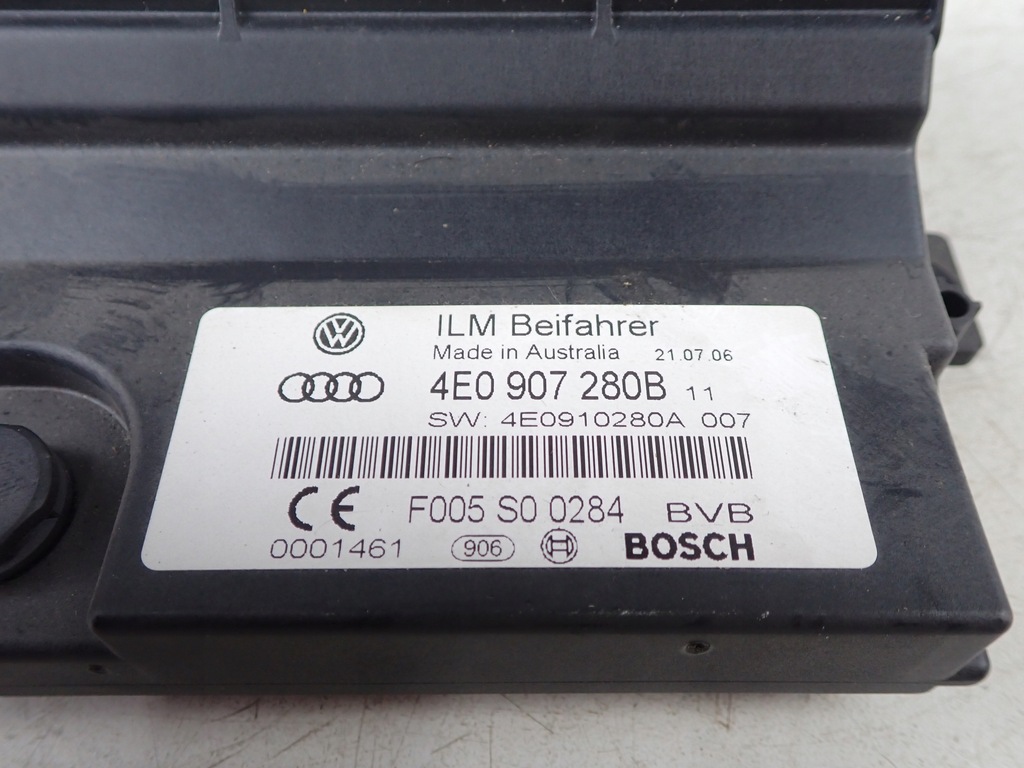 ILM Beifahrer
Made in Australia 21.07.06
4E0 907 280B 11
SW: 4E0910280A 007
CE F005 S0 0284 BVB
0001461 906 BOSCH